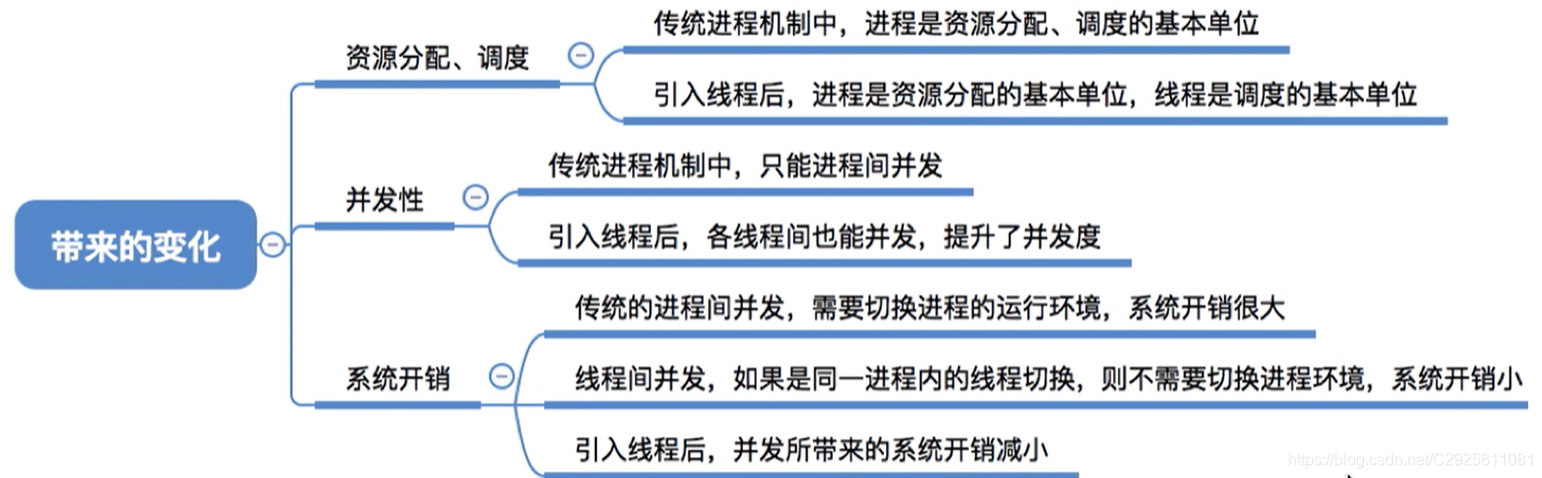 带来的变化
资源分配、调度
传统进程机制中，进程是资源分配、调度的基本单位
引入线程后，进程是资源分配的基本单位，线程是调度的基本单位
并发性
传统进程机制中，只能进程间并发
引入线程后，各线程间也能并发，提升了并发度
系统开销
传统的进程间并发，需要切换进程的运行环境，系统开销很大
线程间并发，如果是同一进程内的线程切换，则不需要切换进程环境，系统开销小
引入线程后，并发所带来的系统开销减小
https://blog.csdn.net/C2925811081